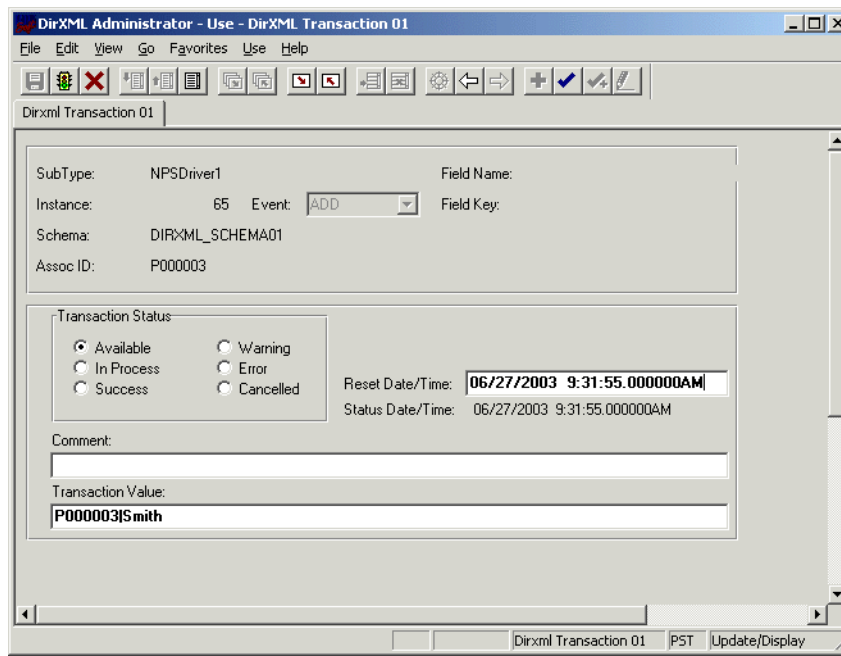 DirXML Administrator - Use - DirXML Transaction 01
File Edit View Go Favorites Use Help
Dirxml Transaction 01
SubType: NPSDriver1 Field Name:
Instance: 65 Event: ADD Field Key:
Schema: DIRXML_SCHEMA01
Assoc ID: P000003
Transaction Status
Available Warning
In Process Error
Success Cancelled
Reset Date/Time: 06/27/2003 9:31:55.000000AM
Status Date/Time: 06/27/2003 9:31:55.000000AM
Comment:
Transaction Value:
P000003|Smith
Dirxml Transaction 01 PST Update/Display